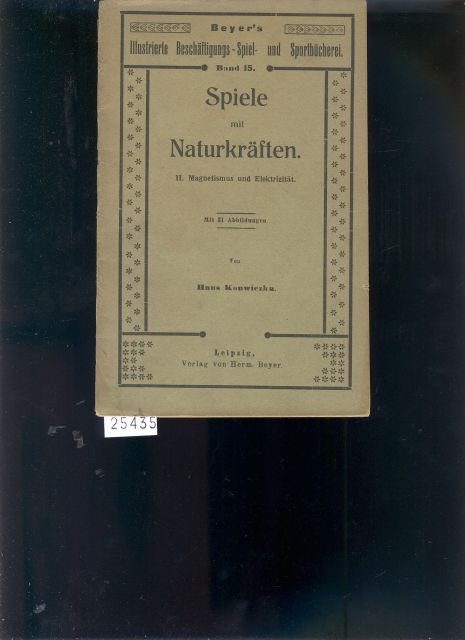 Beyer's
Illustrierte Beschäftigungs-Spiel- und Sportbücherei.
Band 15.
Spiele
mit
Naturkräften.
II. Magnetismus und Elektrizität.
Mit 51 Abbildungen.
Von
Hans Konwiczka.
Leipzig,
Verlag von Herm. Beyer.
25435